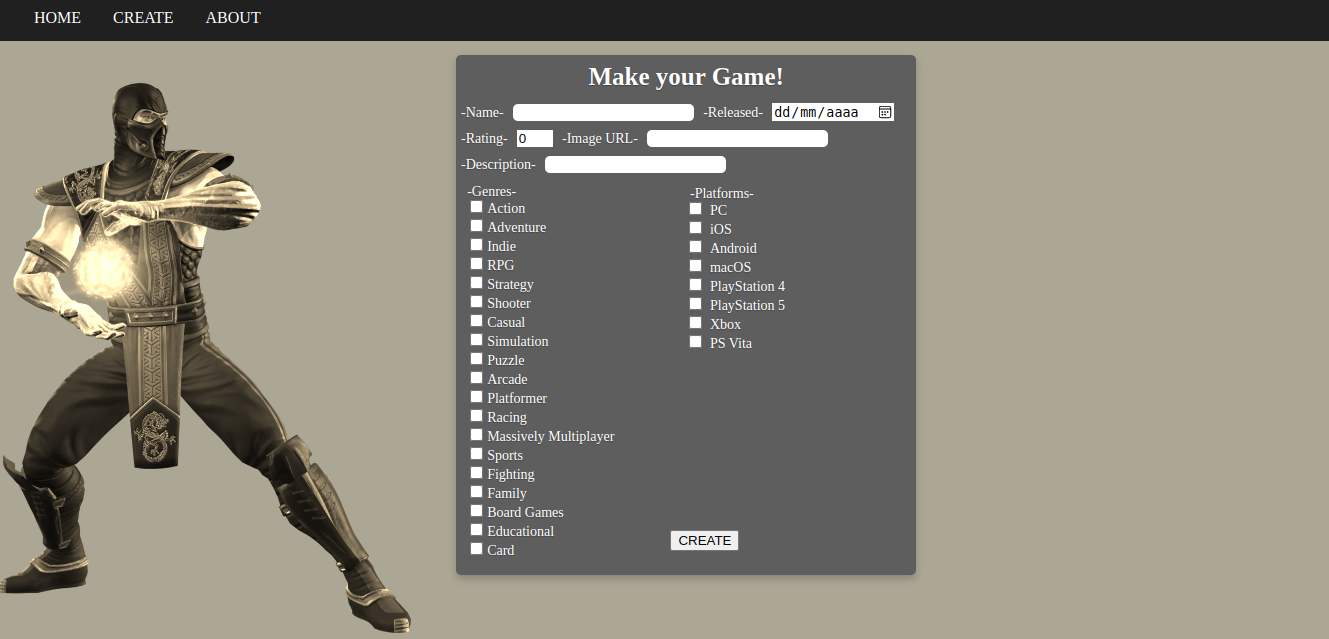 HOME CREATE ABOUT
Make your Game!
-Name- -Released- dd/mm/aaaa
-Rating- 0 -Image URL-
-Description-
-Genres-
Action
Adventure
Indie
RPG
Strategy
Shooter
Casual
Simulation
Puzzle
Arcade
Platformer
Racing
Massively Multiplayer
Sports
Fighting
Family
Board Games
Educational
Card
-Platforms-
PC
iOS
Android
macOS
PlayStation 4
PlayStation 5
Xbox
PS Vita
CREATE